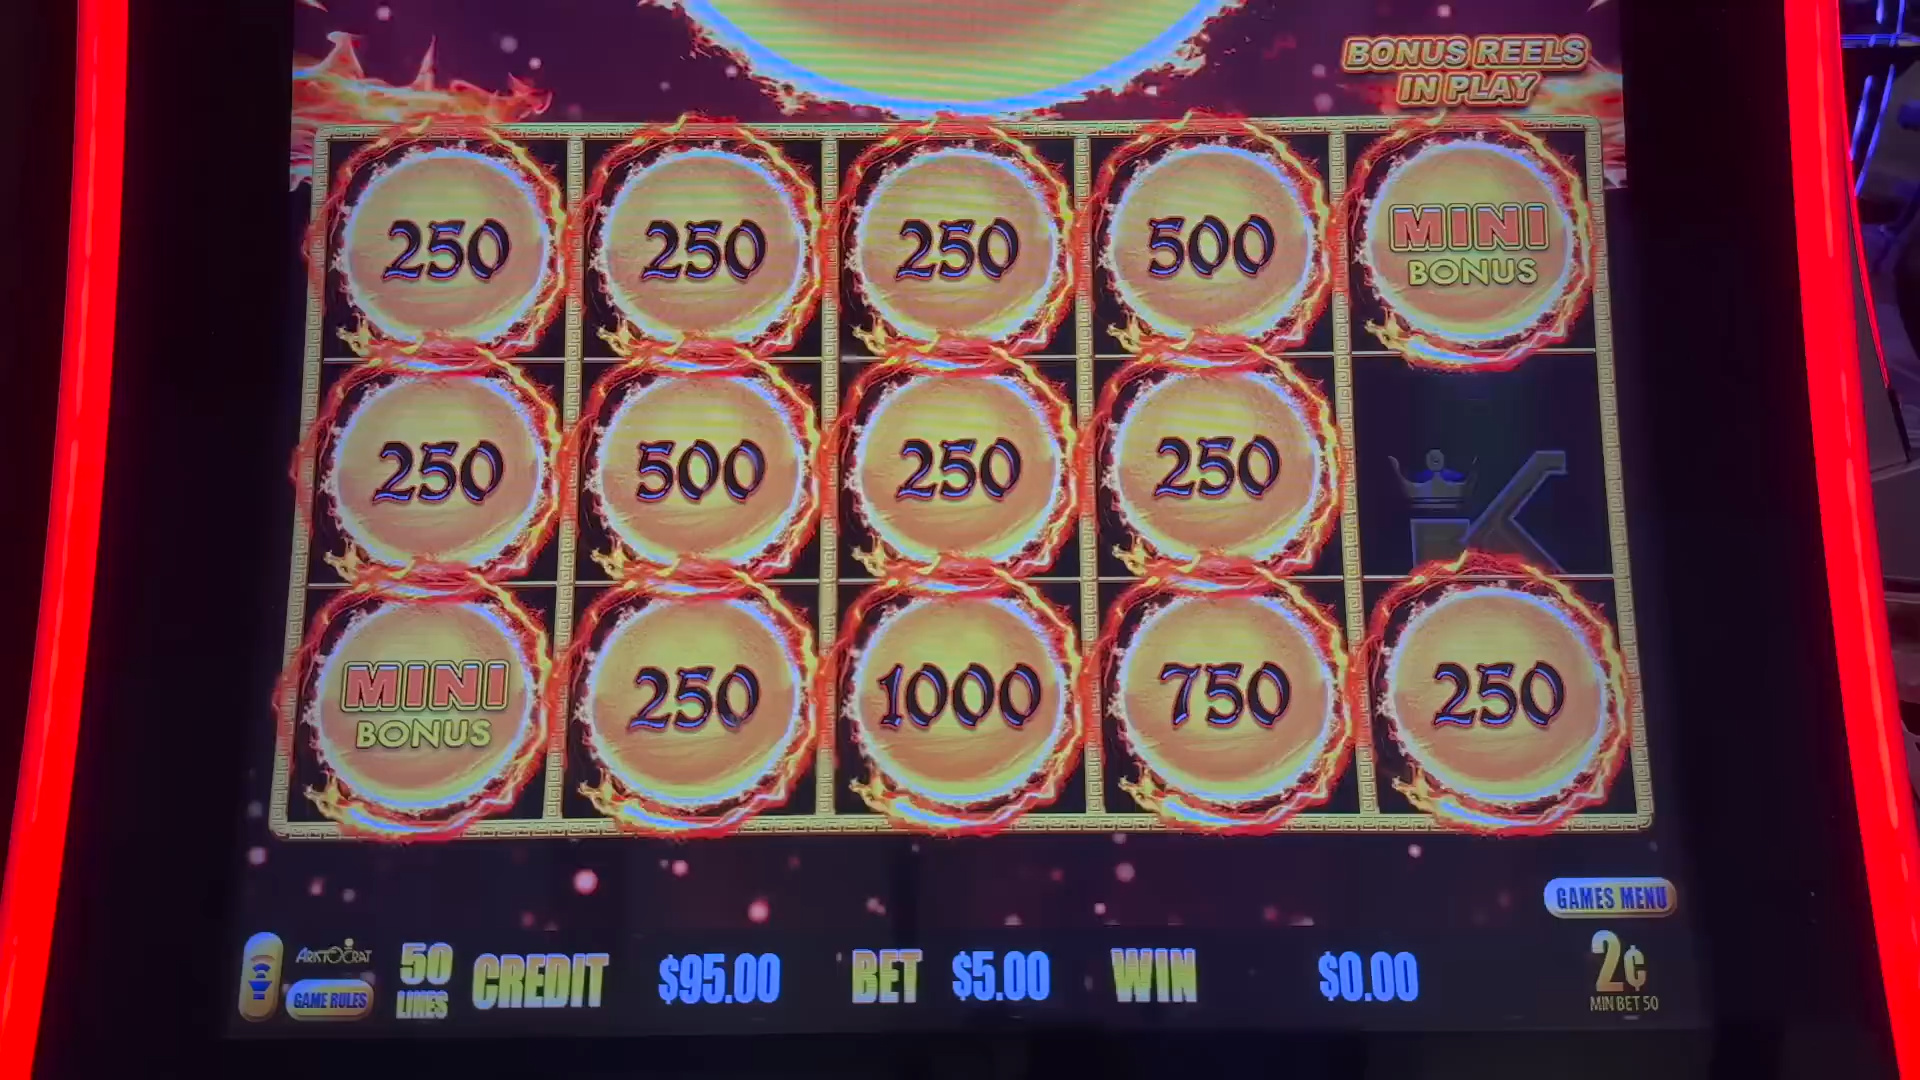 BONUS REELS
IN PLAY
250 250 250 500 MINI
BONUS
250 500 250 250 K
MINI
BONUS 250 1000 750 250
GAMES MENU
ARISTOCRAT
GAME RULES
50
LINES
CREDIT $95.00 BET $5.00 WIN $0.00
2¢
MIN BET 50